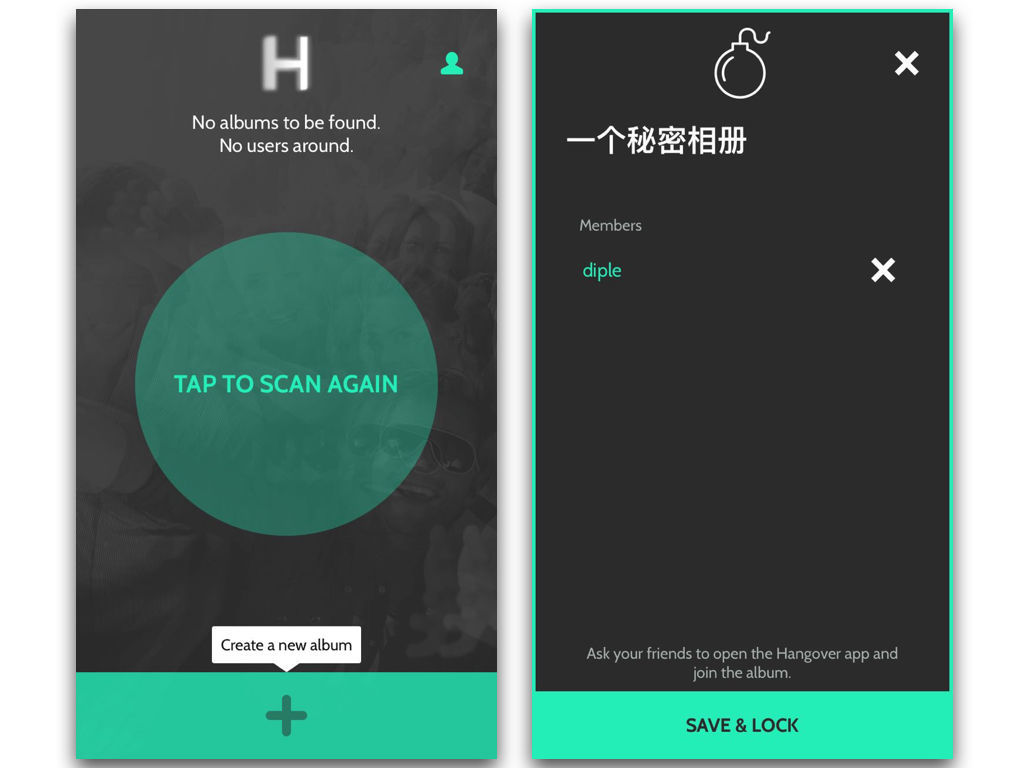 H
No albums to be found.
No users around.
TAP TO SCAN AGAIN
Create a new album
一个秘密相册
Members
diple
Ask your friends to open the Hangover app and
join the album.
SAVE & LOCK